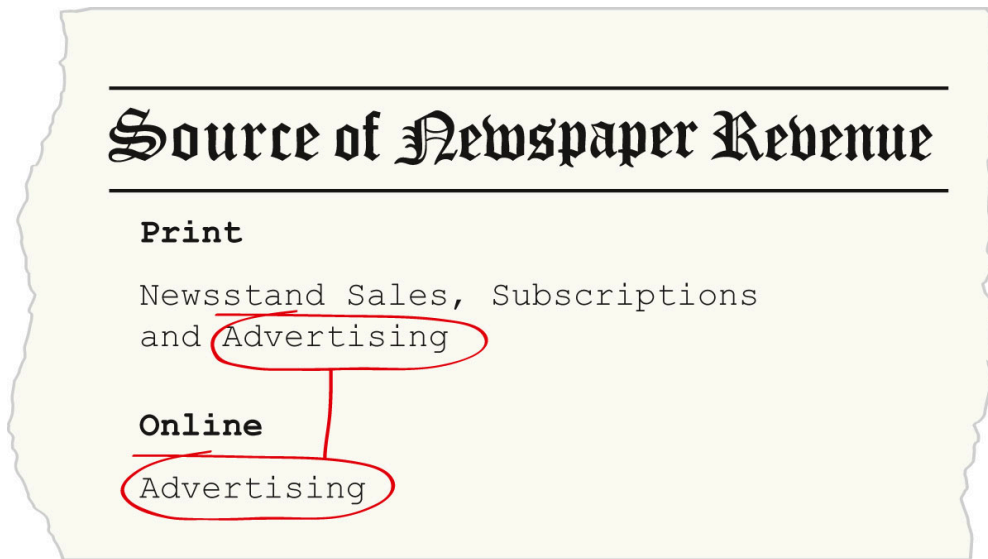 Source of Newspaper Revenue
Print
Newsstand Sales, Subscriptions
and Advertising
Online
Advertising